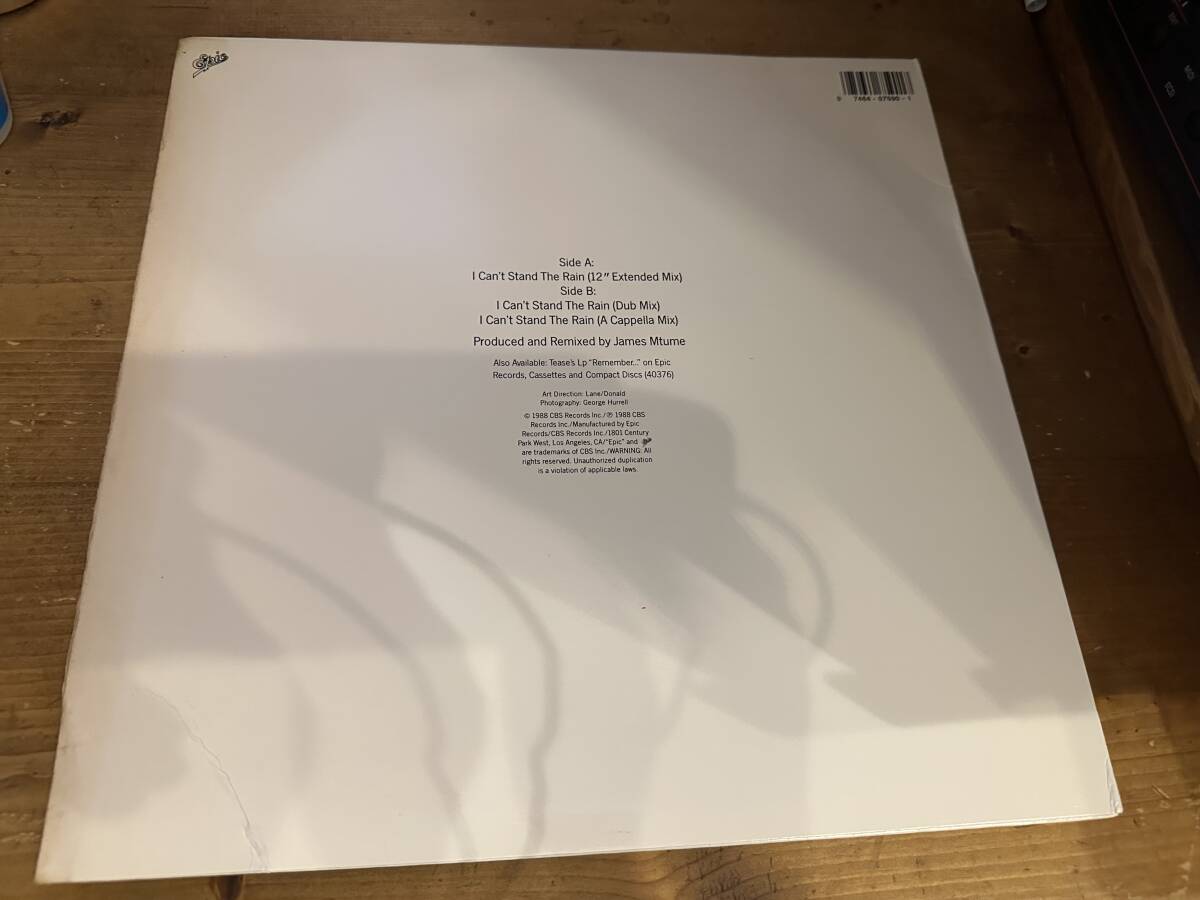 Epic
Side A:
I Can't Stand The Rain (12" Extended Mix)
Side B:
I Can't Stand The Rain (Dub Mix)
I Can't Stand The Rain (A Cappella Mix)
Produced and Remixed by James Mtume
Also Available: Tease's Lp "Remember..." on Epic
Records, Cassettes and Compact Discs (40376)
Art Direction: Lane/Donald
Photography: George Hurrell
© 1988 CBS Records Inc./℗ 1988 CBS
Records Inc./Manufactured by Epic
Records/CBS Records Inc./1801 Century
Park West, Los Angeles, CA/"Epic" and
are trademarks of CBS Inc./WARNING: All
rights reserved. Unauthorized duplication
is a violation of applicable laws.